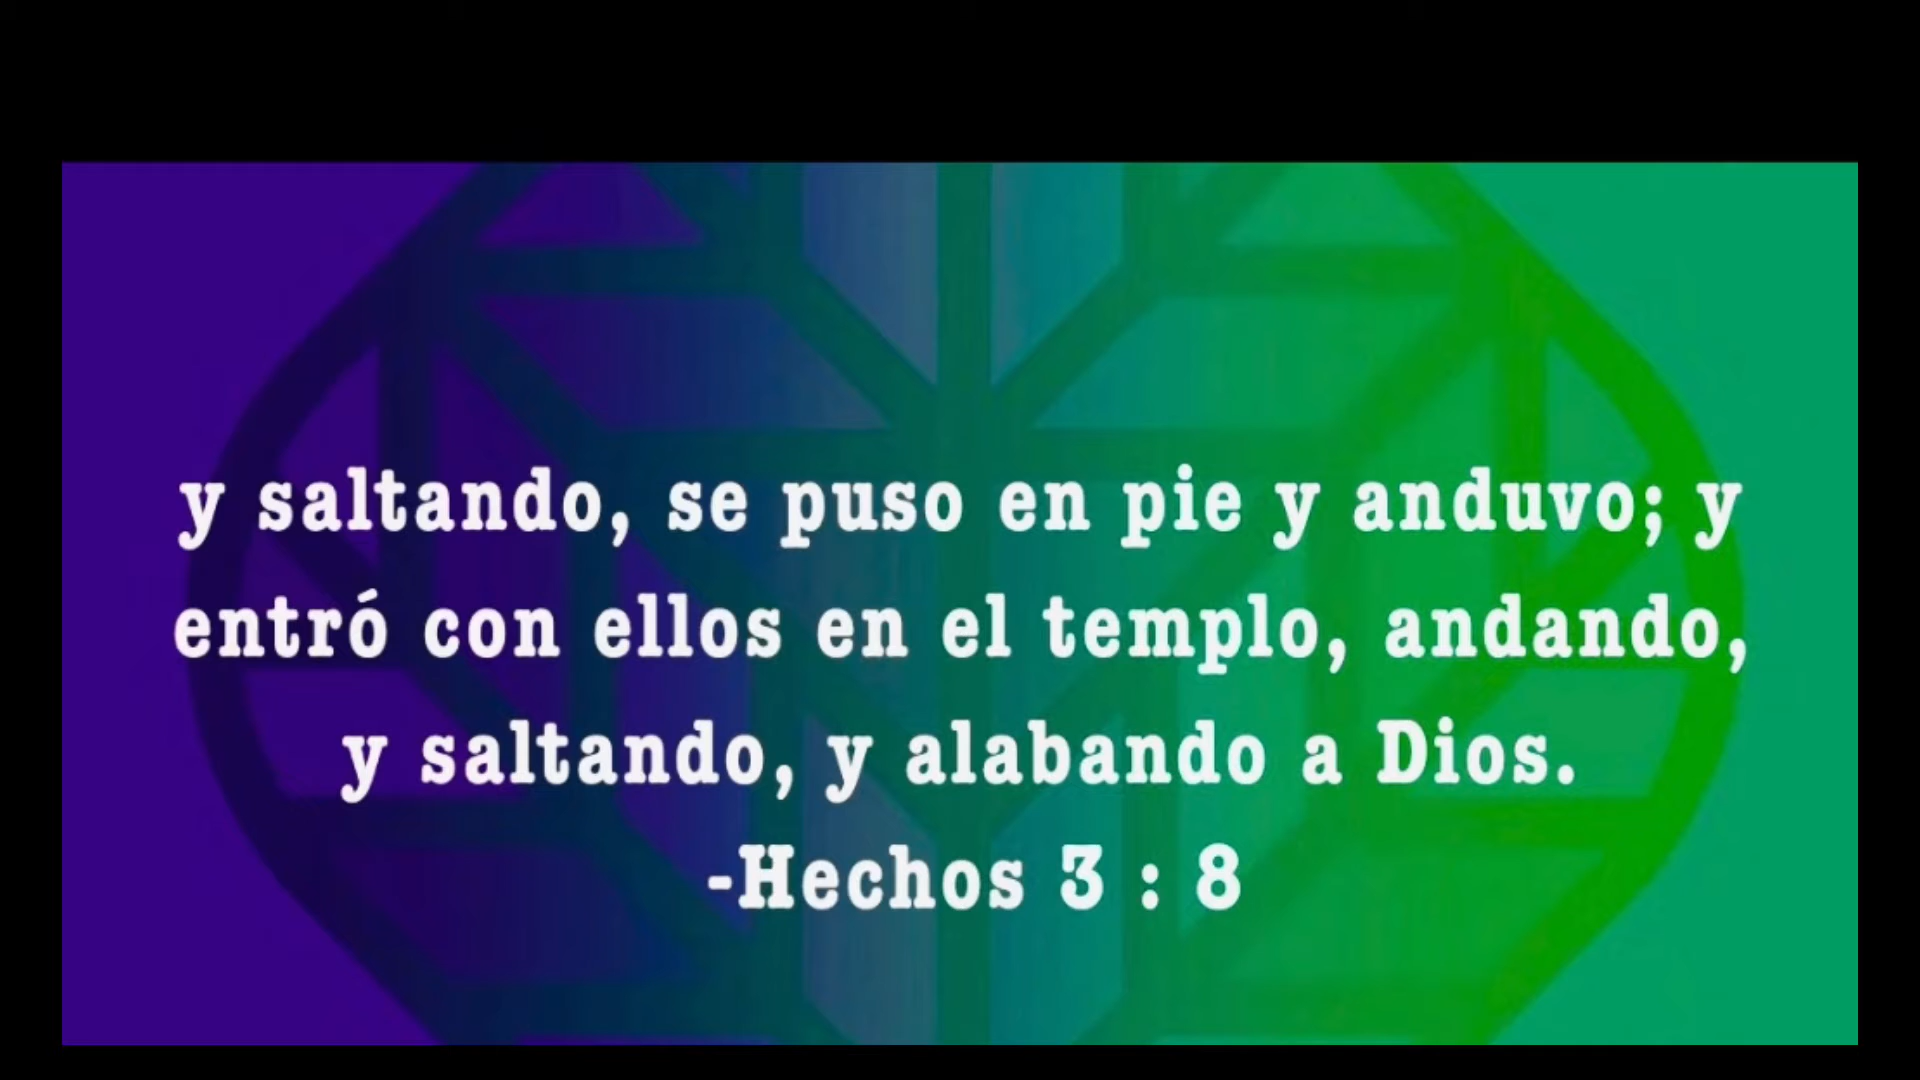 y saltando, se puso en pie y anduvo; y
entró con ellos en el templo, andando,
y saltando, y alabando a Dios.
-Hechos 3 : 8